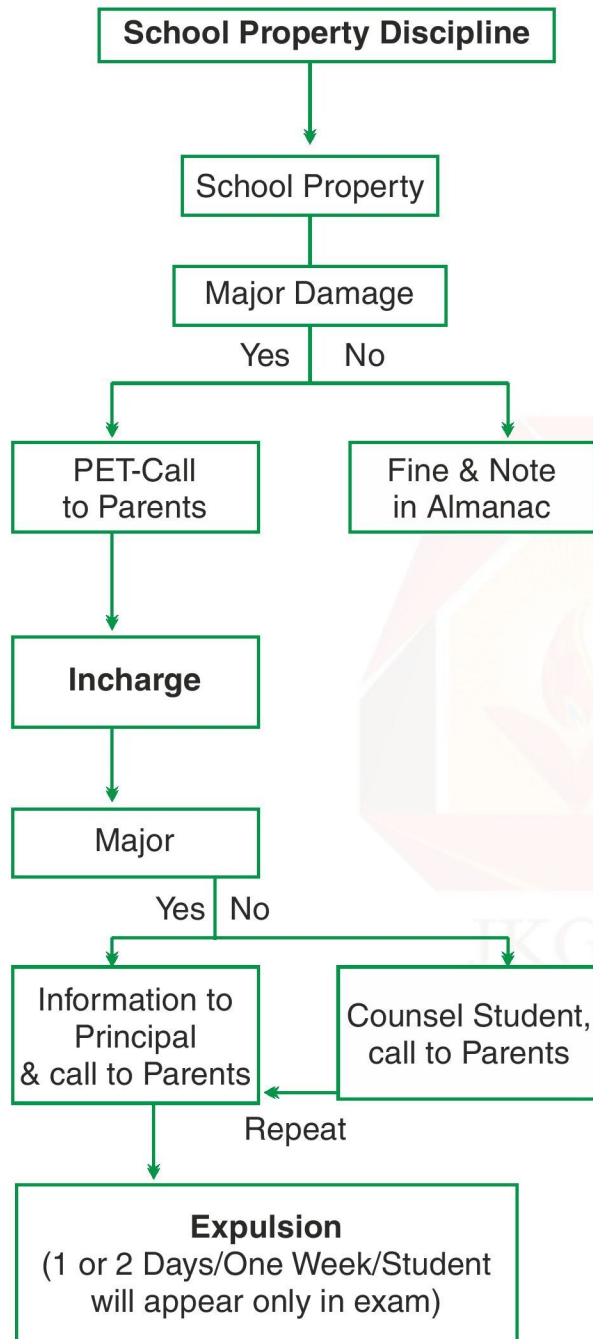 School Property Discipline
School Property
Major Damage
Yes No
PET-Call
to Parents
Fine & Note
in Almanac
Incharge
Major
Yes No
Information to
Principal
& call to Parents
Counsel Student,
call to Parents
Repeat
Expulsion
(1 or 2 Days/One Week/Student
will appear only in exam)
JKG